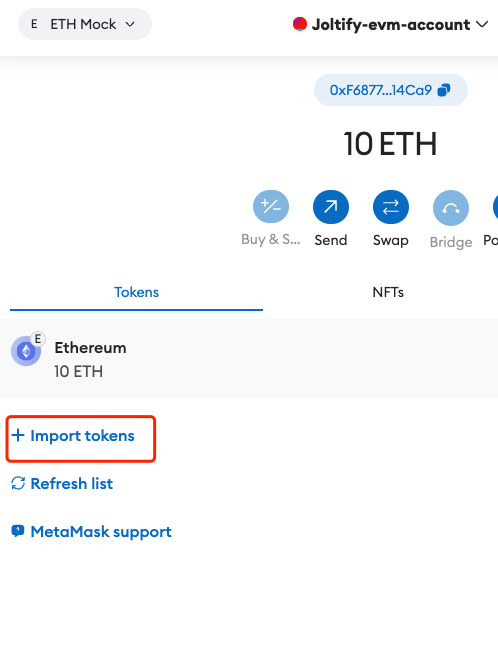 E ETH Mock
Joltify-evm-account
0xF6877...14Ca9
10 ETH
Buy & S... Send Swap Bridge Po
Tokens NFTs
E
Ethereum
10 ETH
+ Import tokens
Refresh list
MetaMask support